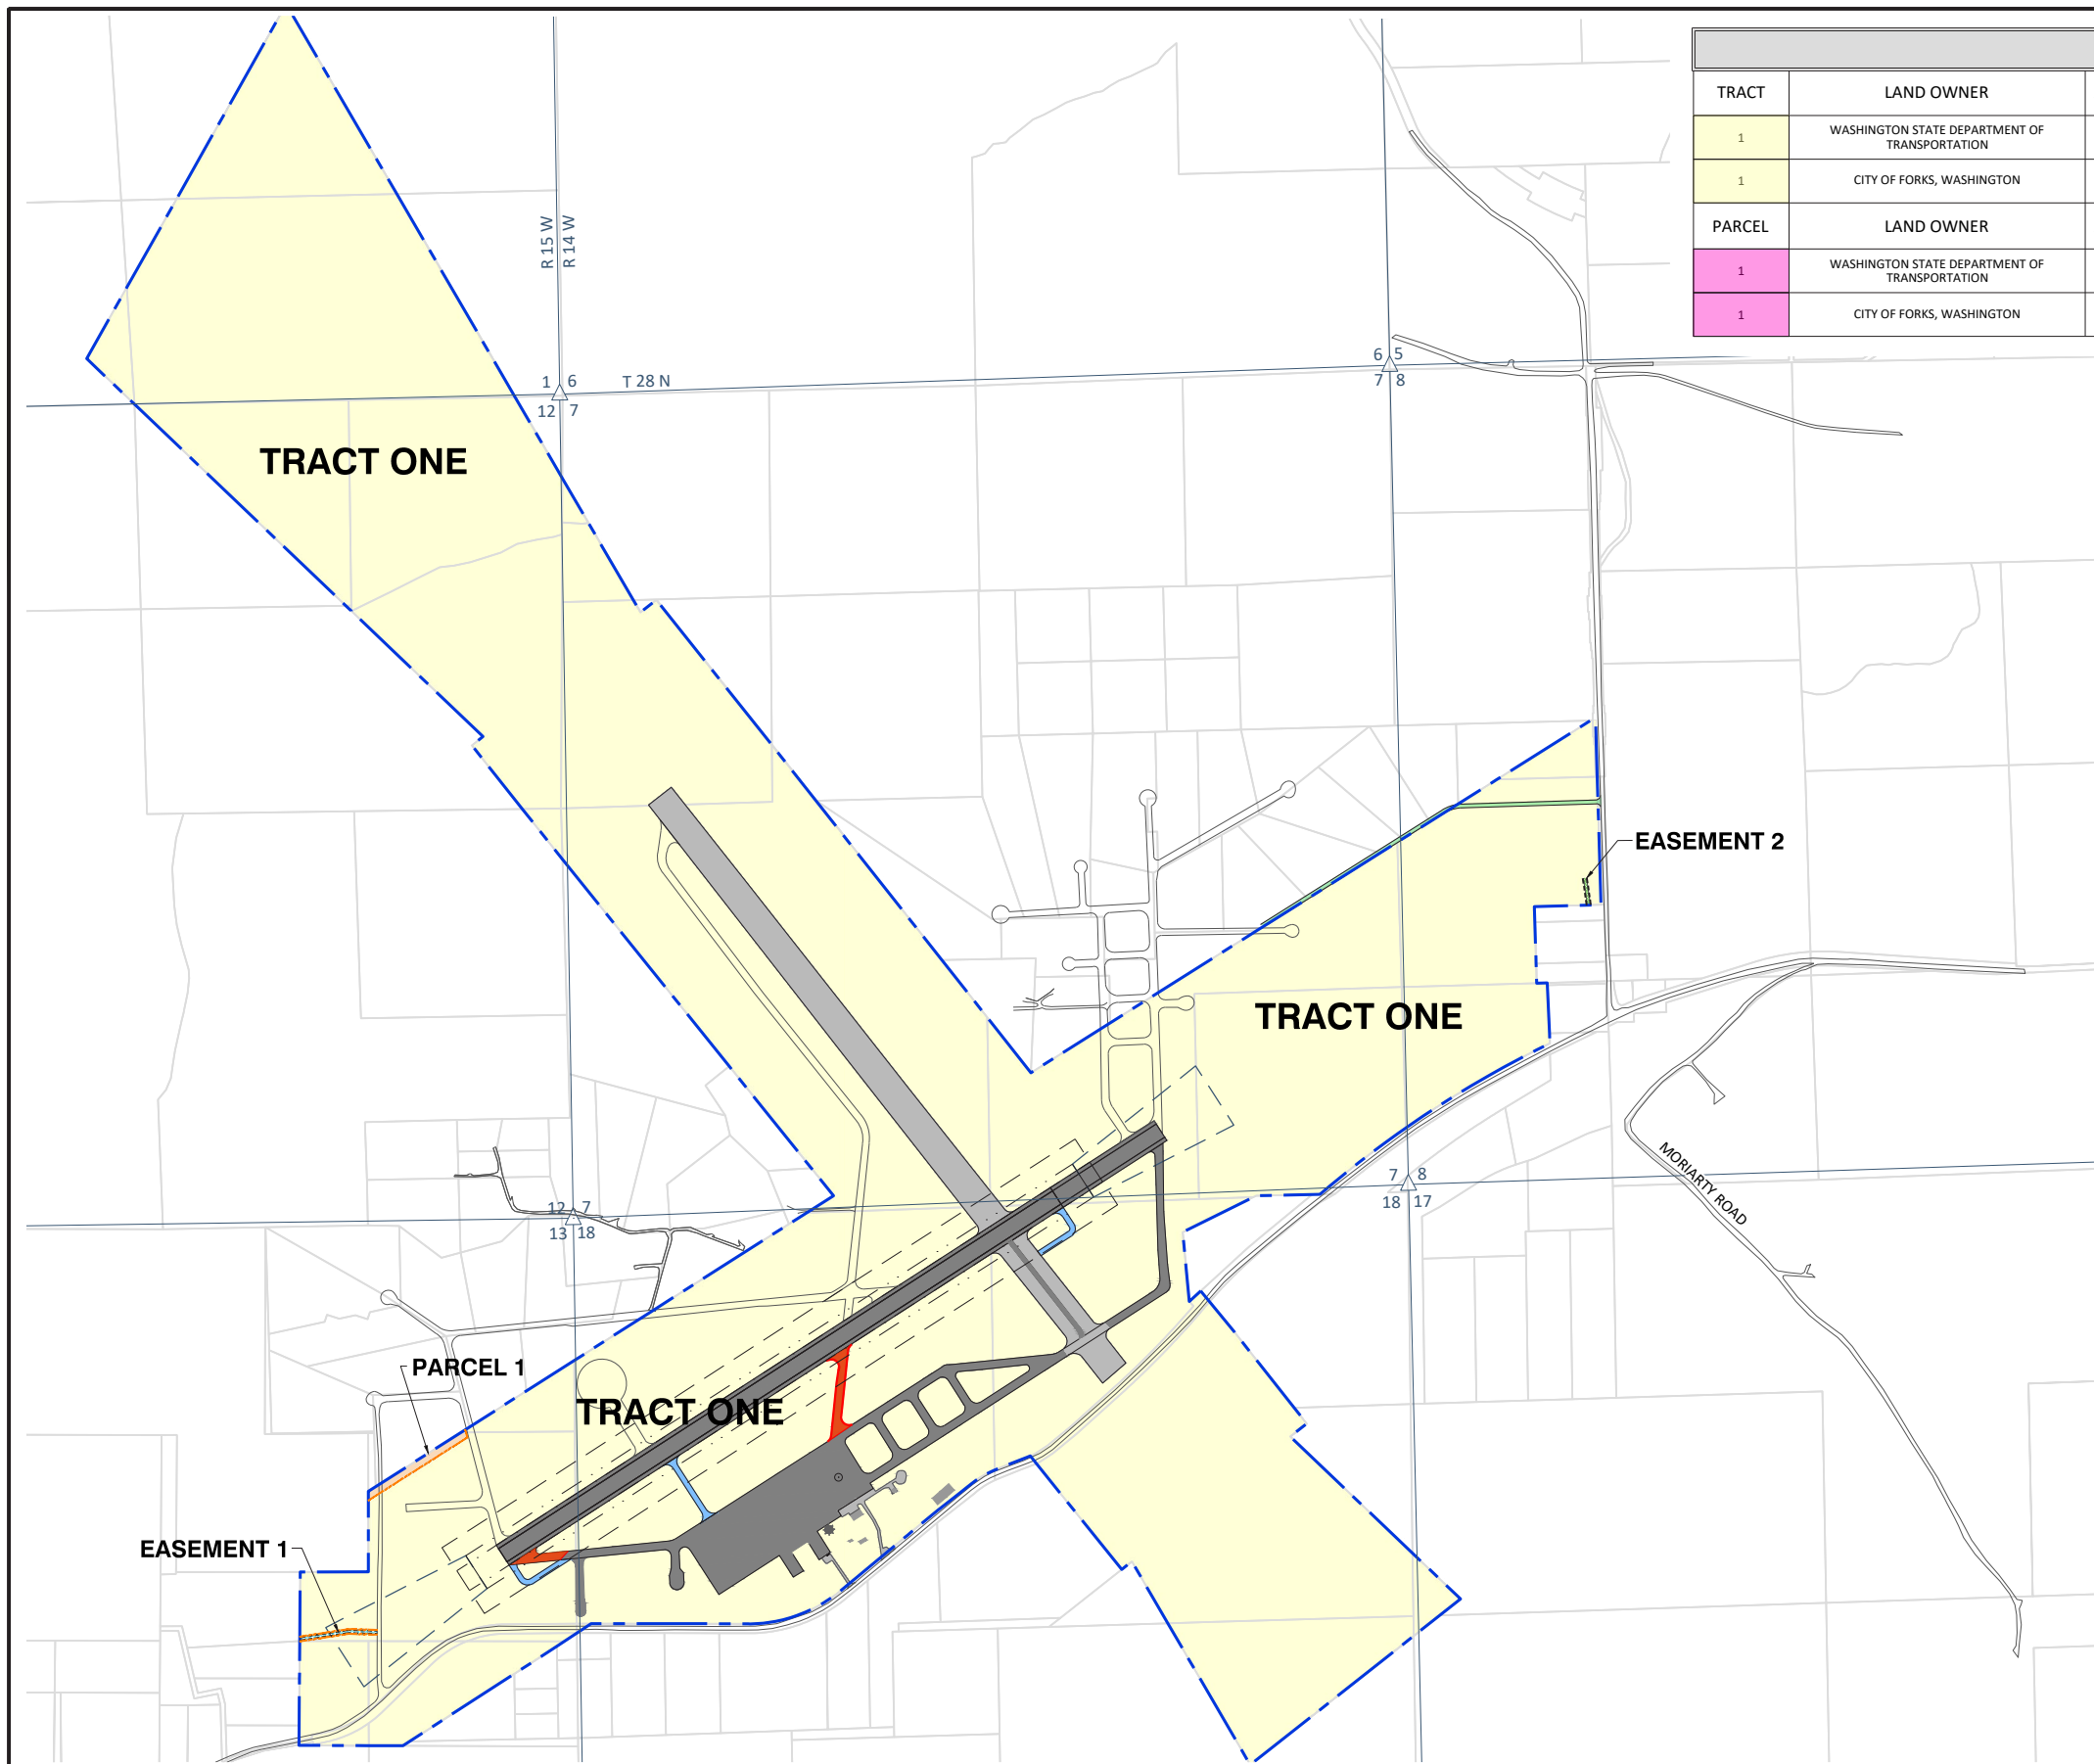 TRACT LAND OWNER
1 WASHINGTON STATE DEPARTMENT OF
TRANSPORTATION
1 CITY OF FORKS, WASHINGTON
PARCEL LAND OWNER
1 WASHINGTON STATE DEPARTMENT OF
TRANSPORTATION
1 CITY OF FORKS, WASHINGTON
R 15 W
R 14 W
6 5
7 8
1 6
12 7
T 28 N
TRACT ONE
EASEMENT 2
TRACT ONE
MORIARTY ROAD
7 8
18 17
12 7
13 18
PARCEL 1
TRACT ONE
EASEMENT 1